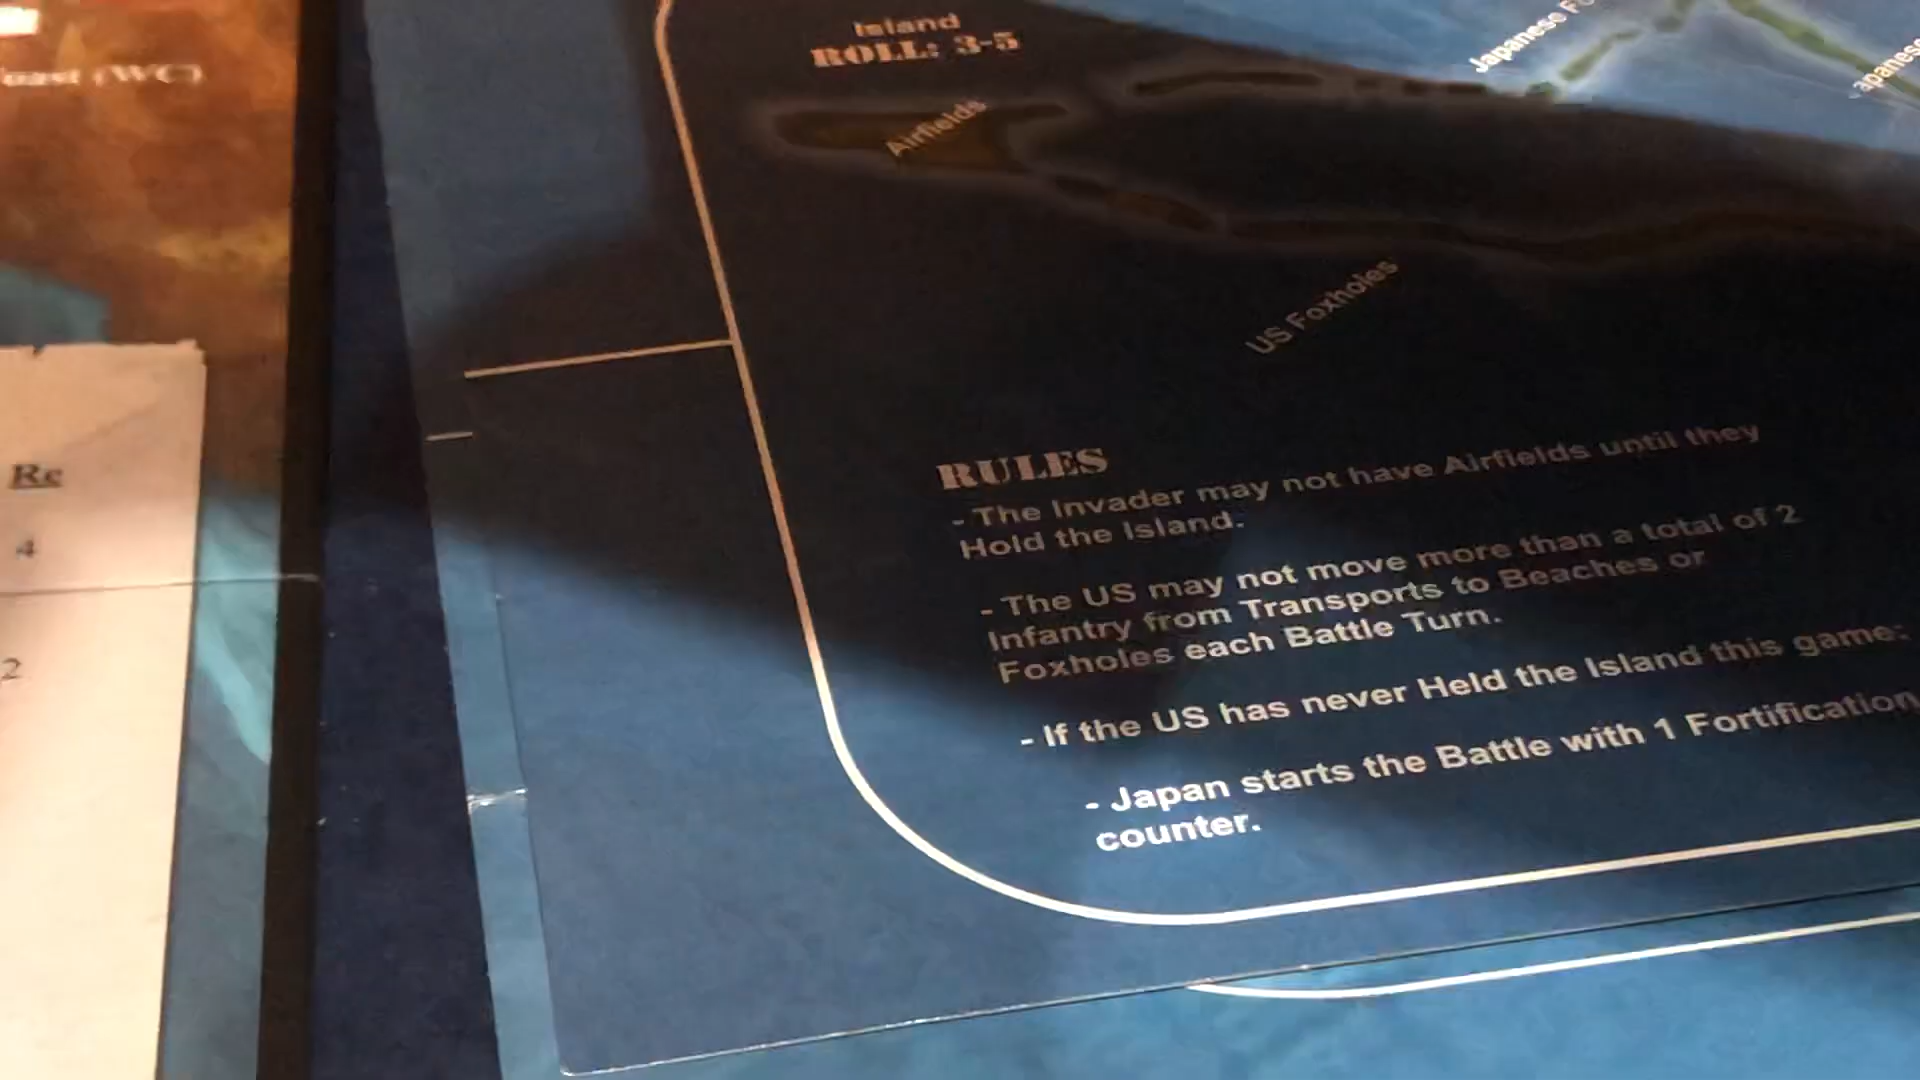 Island
ROLL: 3-5
Japanese
Airfields
US Foxholes
(WC)
Re
4
2
RULES
- The Invader may not have Airfields until they
Hold the Island.
- The US may not move more than a total of 2
Infantry from Transports to Beaches or
Foxholes each Battle Turn.
- If the US has never Held the Island this game:
- Japan starts the Battle with 1 Fortification
counter.